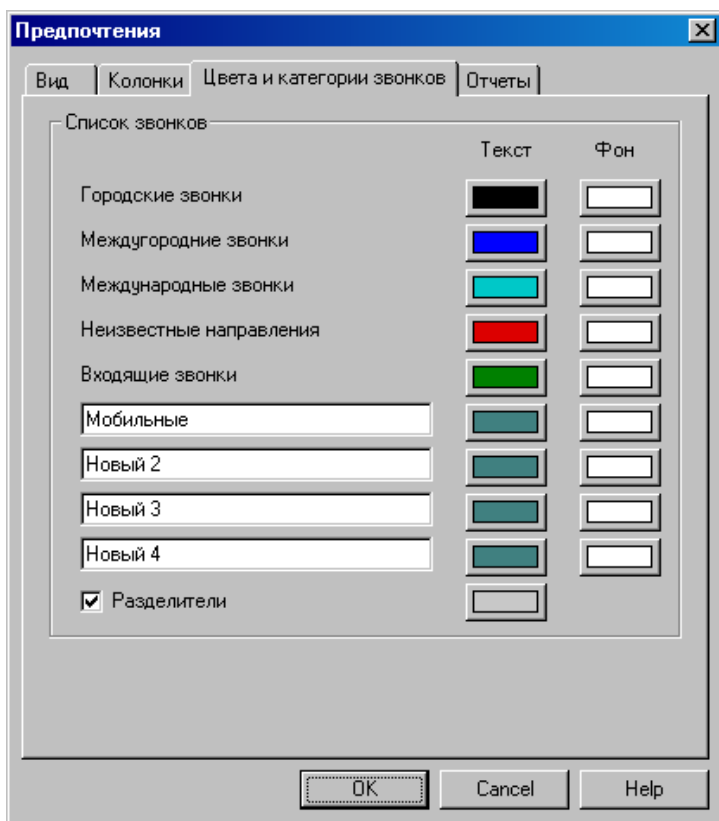 Предпочтения
Вид Колонки Цвета и категории звонков Отчеты
Список звонков
Текст Фон
Городские звонки
Междугородние звонки
Международные звонки
Неизвестные направления
Входящие звонки
Мобильные
Новый 2
Новый 3
Новый 4
Разделители
OK Cancel Help